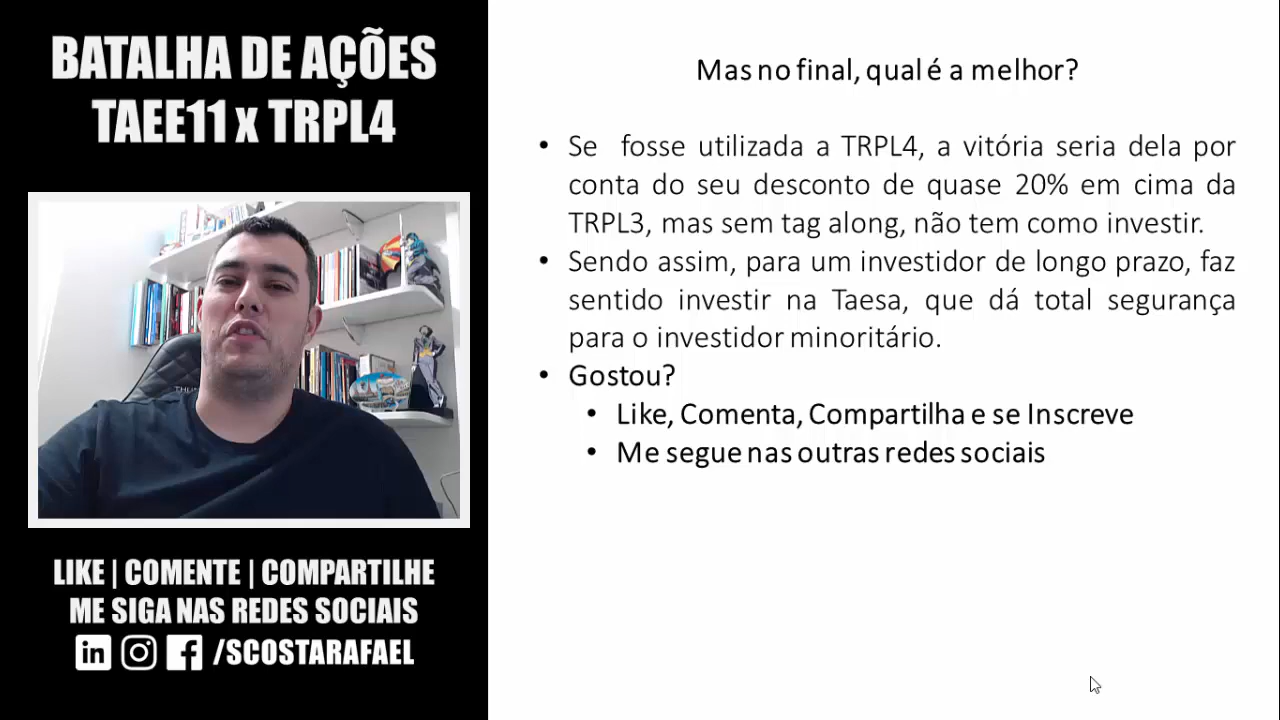 BATALHA DE AÇÕES
TAEE11 x TRPL4
THU
LIKE | COMENTE | COMPARTILHE
ME SIGA NAS REDES SOCIAIS
in /SCOSTARAFAEL
Mas no final, qual é a melhor?
• Se fosse utilizada a TRPL4, a vitória seria dela por
conta do seu desconto de quase 20% em cima da
TRPL3, mas sem tag along, não tem como investir.
• Sendo assim, para um investidor de longo prazo, faz
sentido investir na Taesa, que dá total segurança
para o investidor minoritário.
• Gostou?
• Like, Comenta, Compartilha e se Inscreve
• Me segue nas outras redes sociais